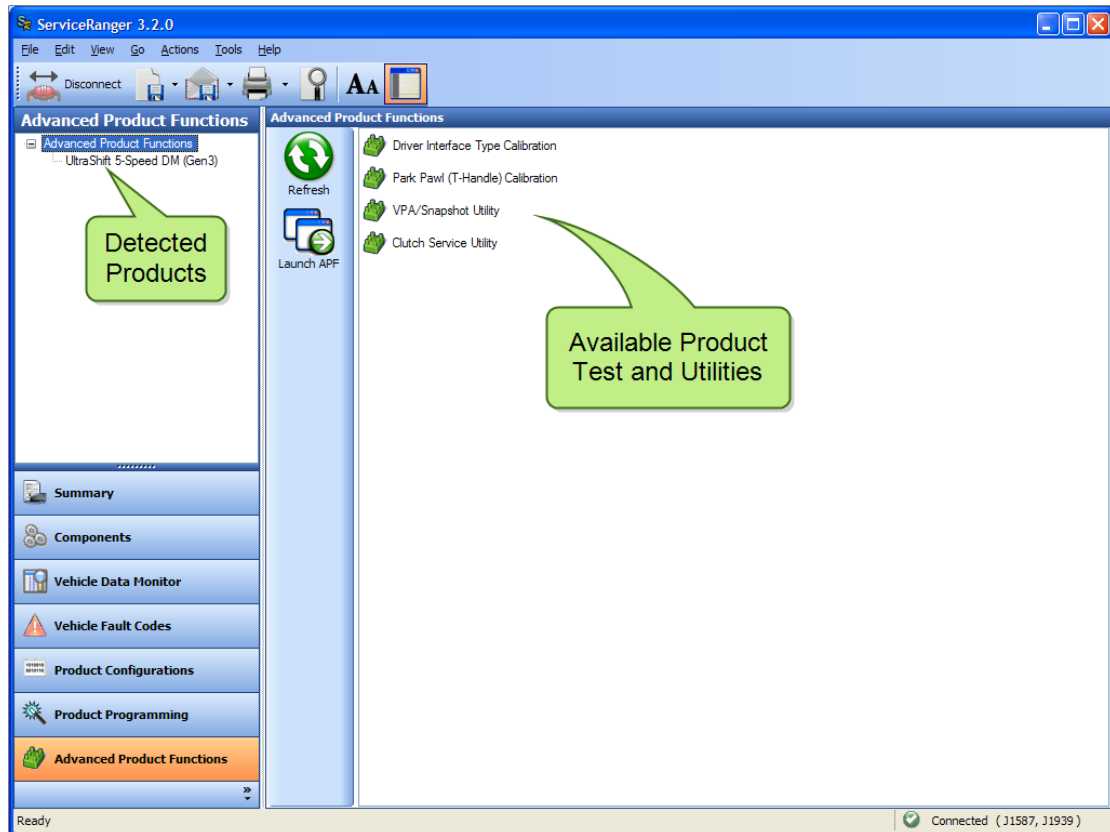 ServiceRanger 3.2.0
File Edit View Go Actions Tools Help
Disconnect
AA
Advanced Product Functions
Advanced Product Functions
UltraShift 5-Speed DM (Gen3)
Detected
Products
Summary
Components
Vehicle Data Monitor
Vehicle Fault Codes
Product Configurations
Product Programming
Advanced Product Functions
Advanced Product Functions
Refresh
Launch APF
Driver Interface Type Calibration
Park Pawl (T-Handle) Calibration
VPA/Snapshot Utility
Clutch Service Utility
Available Product
Test and Utilities
Ready
Connected ( J1587, J1939 )